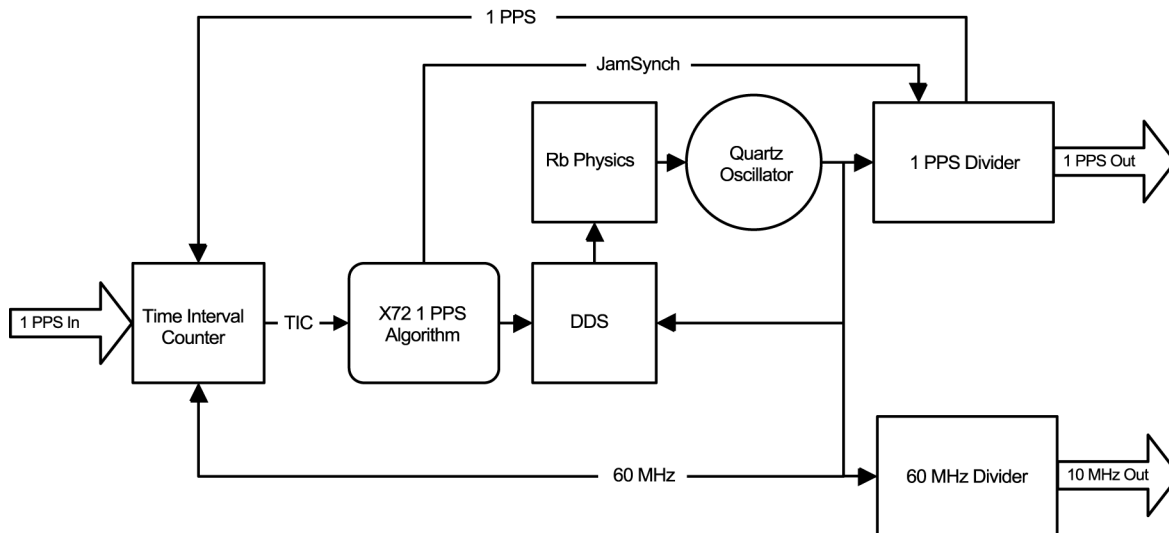 1 PPS
JamSynch
Rb Physics
Quartz
Oscillator
1 PPS Divider
1 PPS Out
1 PPS In
Time Interval
Counter
TIC
X72 1 PPS
Algorithm
DDS
60 MHz
60 MHz Divider
10 MHz Out